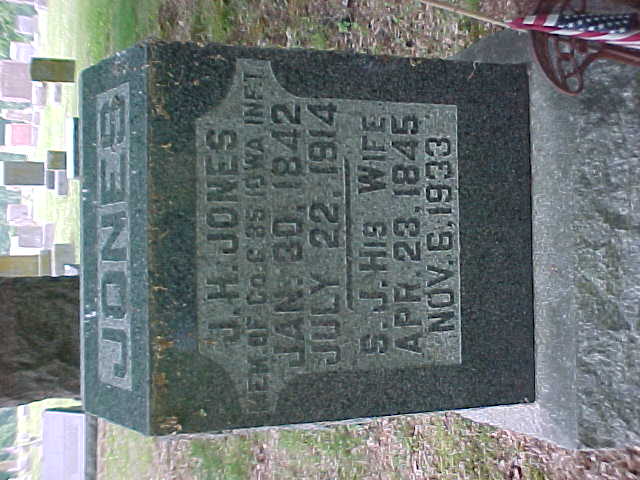 JONES
J. H. JONES
MEM. OF CO. G. 35 IOWA INFT.
JAN. 30, 1842
JULY 22, 1914
S. J. HIS WIFE
APR. 23, 1845
NOV. 6, 1933